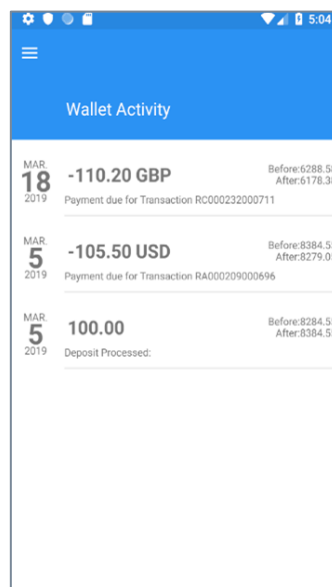 5:04
Wallet Activity
MAR.
18
2019
-110.20 GBP
Before:6288.5
After:6178.3
Payment due for Transaction RC000232000711
MAR.
5
2019
-105.50 USD
Before:8384.5
After:8279.0
Payment due for Transaction RA000209000696
MAR.
5
2019
100.00
Before:8284.5
After:8384.5
Deposit Processed: